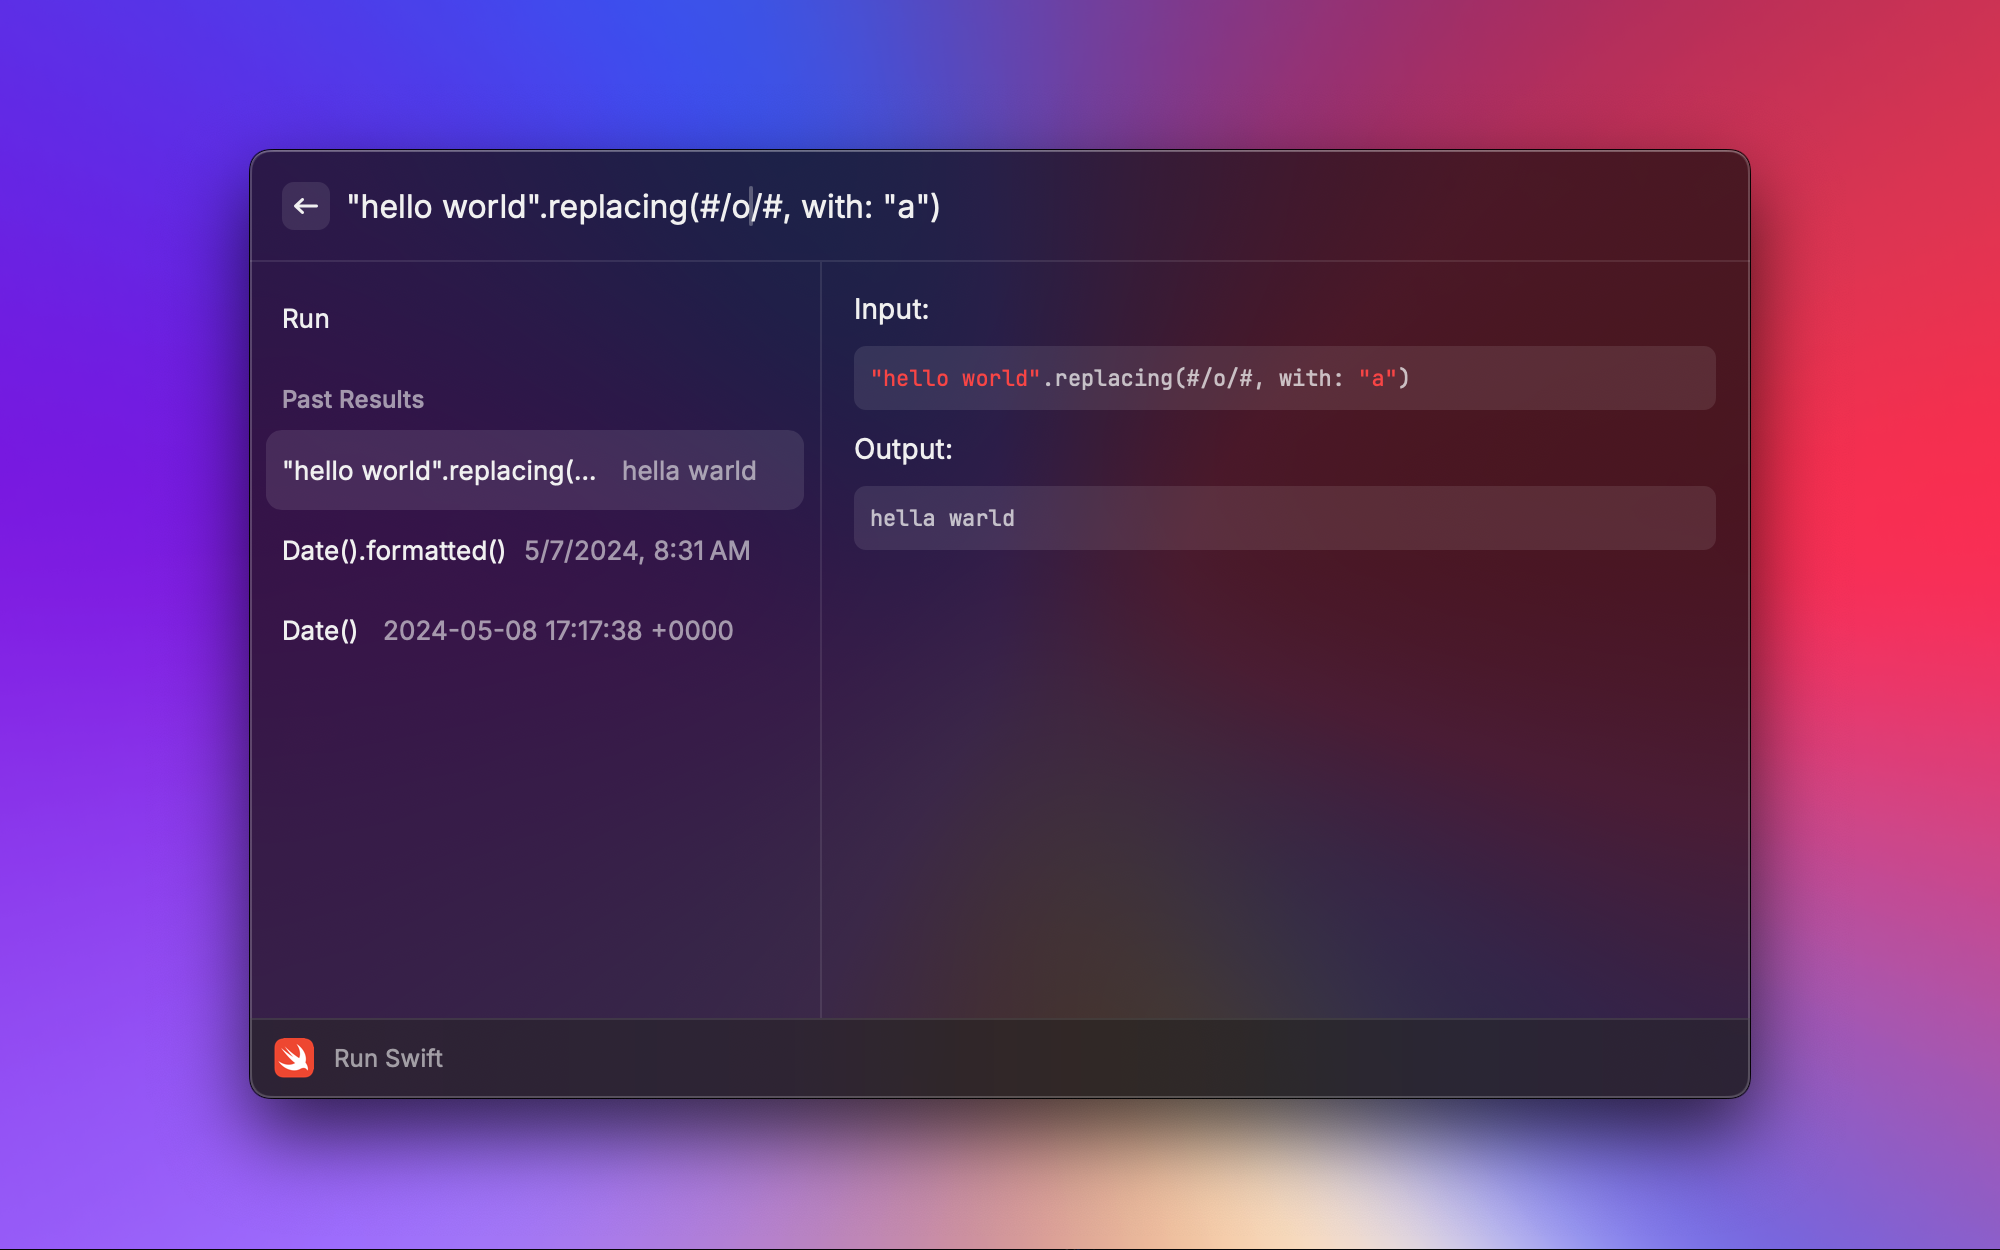 "hello world".replacing(#/o/#, with: "a")
Run
Past Results
"hello world".replacing(... hella warld
Date().formatted() 5/7/2024, 8:31 AM
Date() 2024-05-08 17:17:38 +0000
Input:
"hello world".replacing(#/o/#, with: "a")
Output:
hella warld
Run Swift